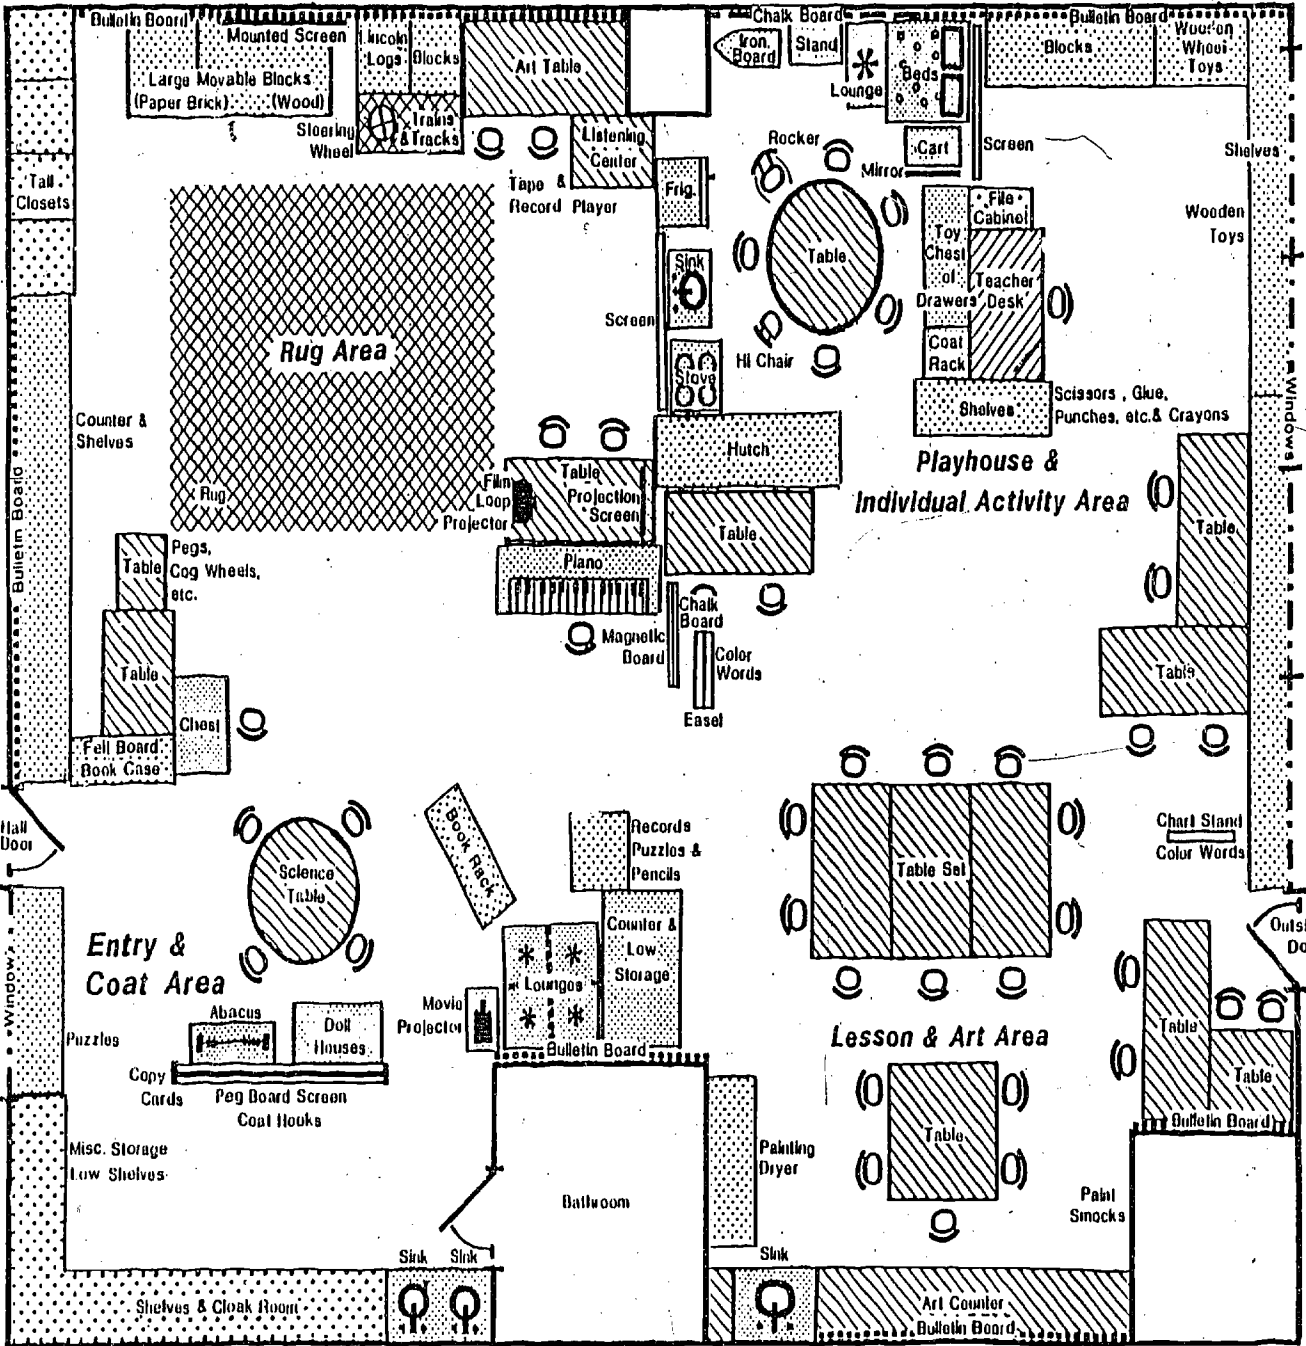 Bulletin Board
Mounted Screen
Large Movable Blocks
(Paper Brick) (Wood)
Lincoln
Logs
Blocks
Steering
Wheel
Trains
& Tracks
Art Table
Listening
Center
Tape &
Record Player
Chalk Board
Iron.
Board
Stand
Lounge
Beds
Bulletin Board
Blocks
Wooden
Wheel
Toys
Screen
Cart
Mirror
Rocker
Frig.
Tall
Closets
Shelves
Wooden
Toys
File
Cabinet
Toy
Chest
of
Drawers
Teacher
Desk
Coat
Rack
Table
Sink
Screen
Stove
Hi Chair
Rug Area
Rug
Shelves
Scissors, Glue,
Punches, etc. & Crayons
Windows
Counter &
Shelves
Bulletin Board
Hutch
Playhouse &
Individual Activity Area
Film
Loop
Projector
Table
Projection
Screen
Table
Table
Piano
Pegs,
Cog Wheels,
etc.
Table
Table
Chest
Felt Board
Book Case
Chalk
Board
Magnetic
Board
Color
Words
Easel
Table
Hall
Door
Science
Table
Book Rack
Records
Puzzles &
Pencils
Table Set
Chart Stand
Color Words
Entry &
Coat Area
Window
Counter &
Low
Storage
Lounges
Movie
Projector
Bulletin Board
Abacus
Doll
Houses
Puzzles
Copy
Cards
Peg Board Screen
Coat Hooks
Lesson & Art Area
Table
Table
Bulletin Board
Misc. Storage
Low Shelves
Bathroom
Painting
Dryer
Table
Paint
Smocks
Sink
Sink
Sink
Shelves & Cloak Room
Art Counter
Bulletin Board